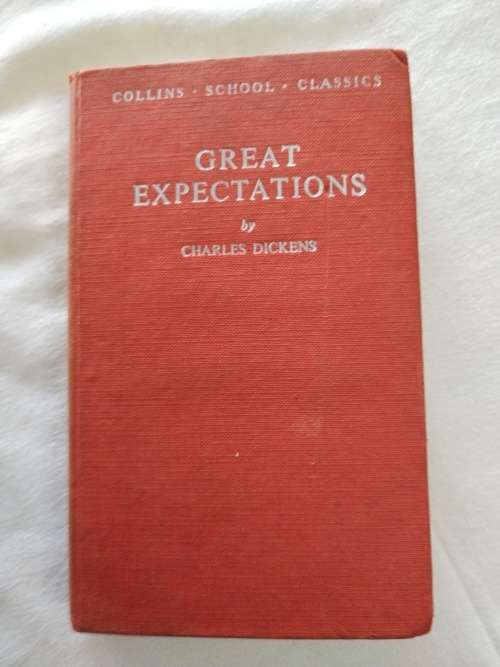 COLLINS · SCHOOL · CLASSICS
GREAT
EXPECTATIONS
by
CHARLES DICKENS